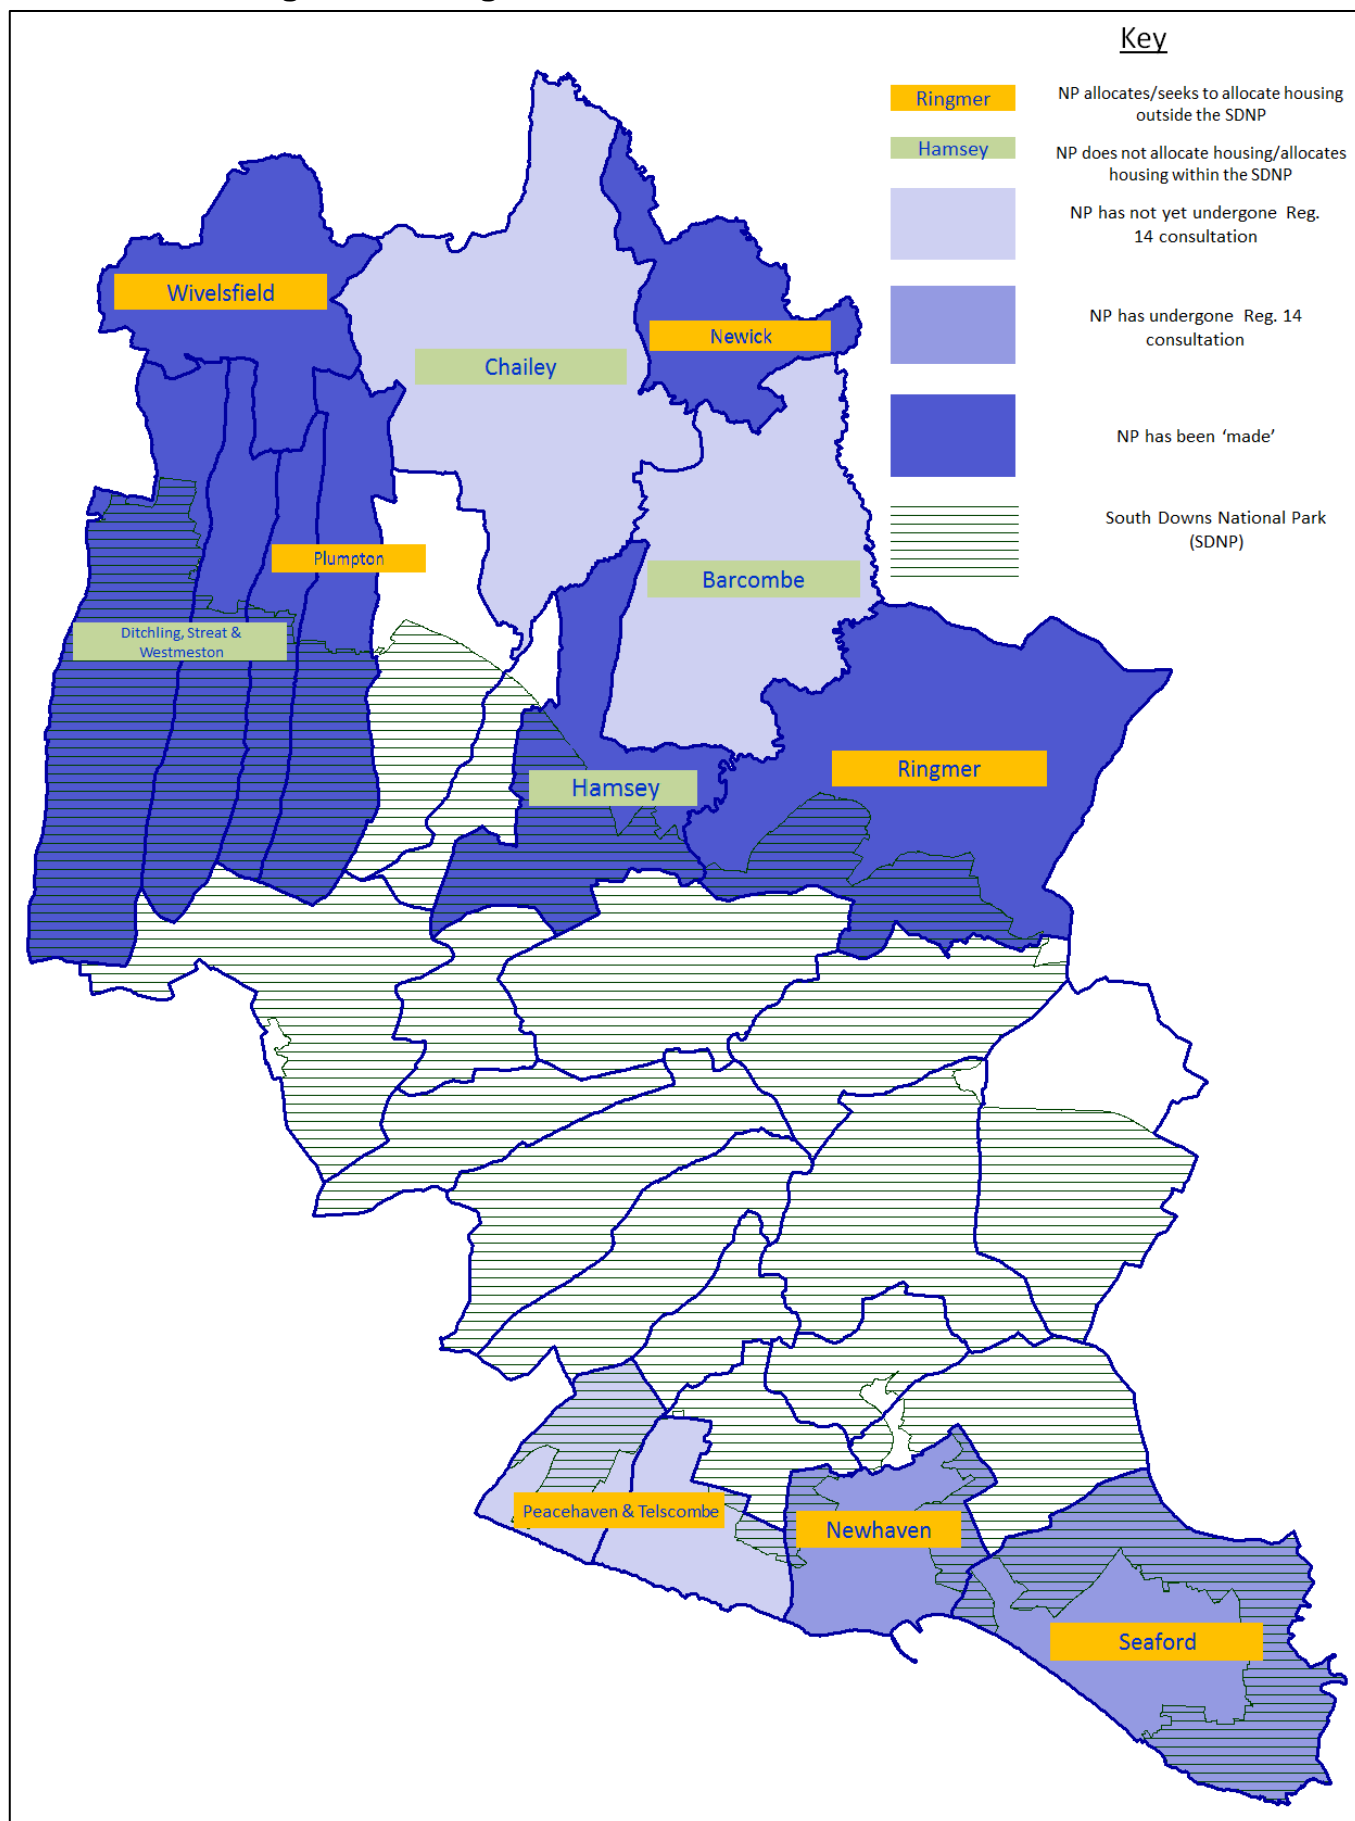 Key
Ringmer
NP allocates/seeks to allocate housing
outside the SDNP
Hamsey
NP does not allocate housing/allocates
housing within the SDNP
NP has not yet undergone Reg.
14 consultation
NP has undergone Reg. 14
consultation
NP has been ‘made’
South Downs National Park
(SDNP)
Wivelsfield
Newick
Chailey
Plumpton
Barcombe
Ditchling, Streat &
Westmeston
Ringmer
Hamsey
Peacehaven & Telscombe
Newhaven
Seaford